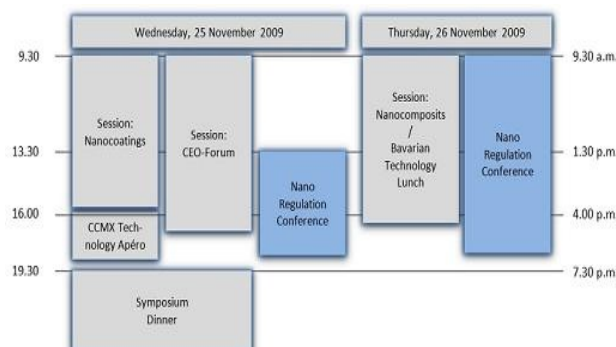 Wednesday, 25 November 2009
Thursday, 26 November 2009
9.30
9.30 a.m.
Session:
Nanocoatings
Session:
CEO-Forum
Session:
Nanocomposits
/
Bavarian
Technology
Lunch
Nano
Regulation
Conference
13.30
1.30 p.m.
Nano
Regulation
Conference
16.00
4.00 p.m.
CCMX Tech-
nology Apéro
19.30
7.30 p.m.
Symposium
Dinner